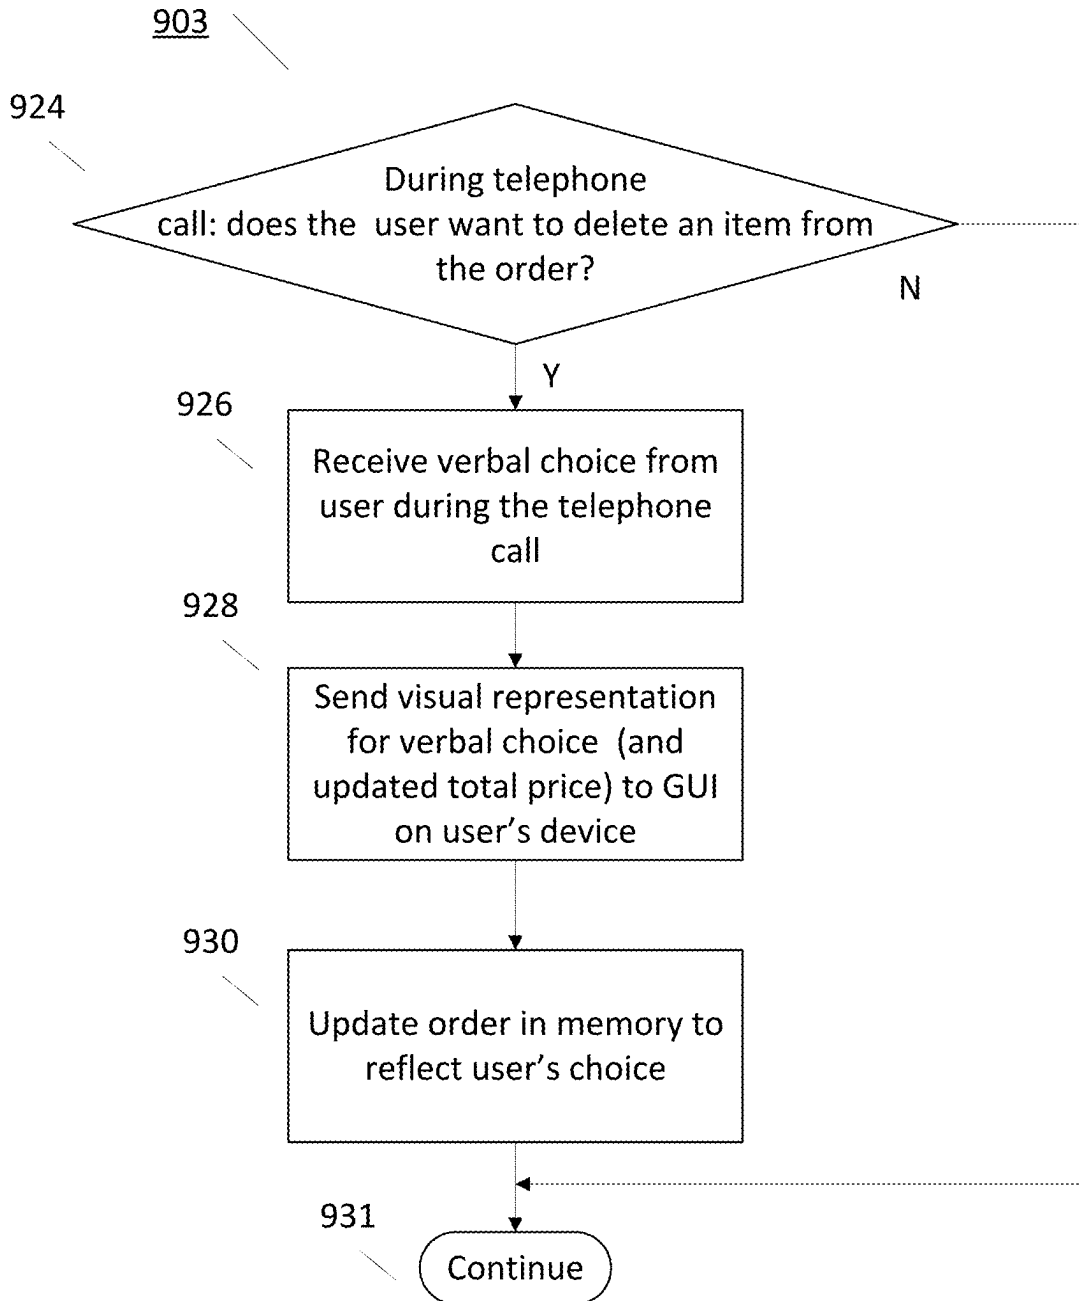 903
924
During telephone
call: does the  user want to delete an item from
the order?
N
Y
926
Receive verbal choice from
user during the telephone
call
928
Send visual representation
for verbal choice  (and
updated total price) to GUI
on user’s device
930
Update order in memory to
reflect user’s choice
931
Continue